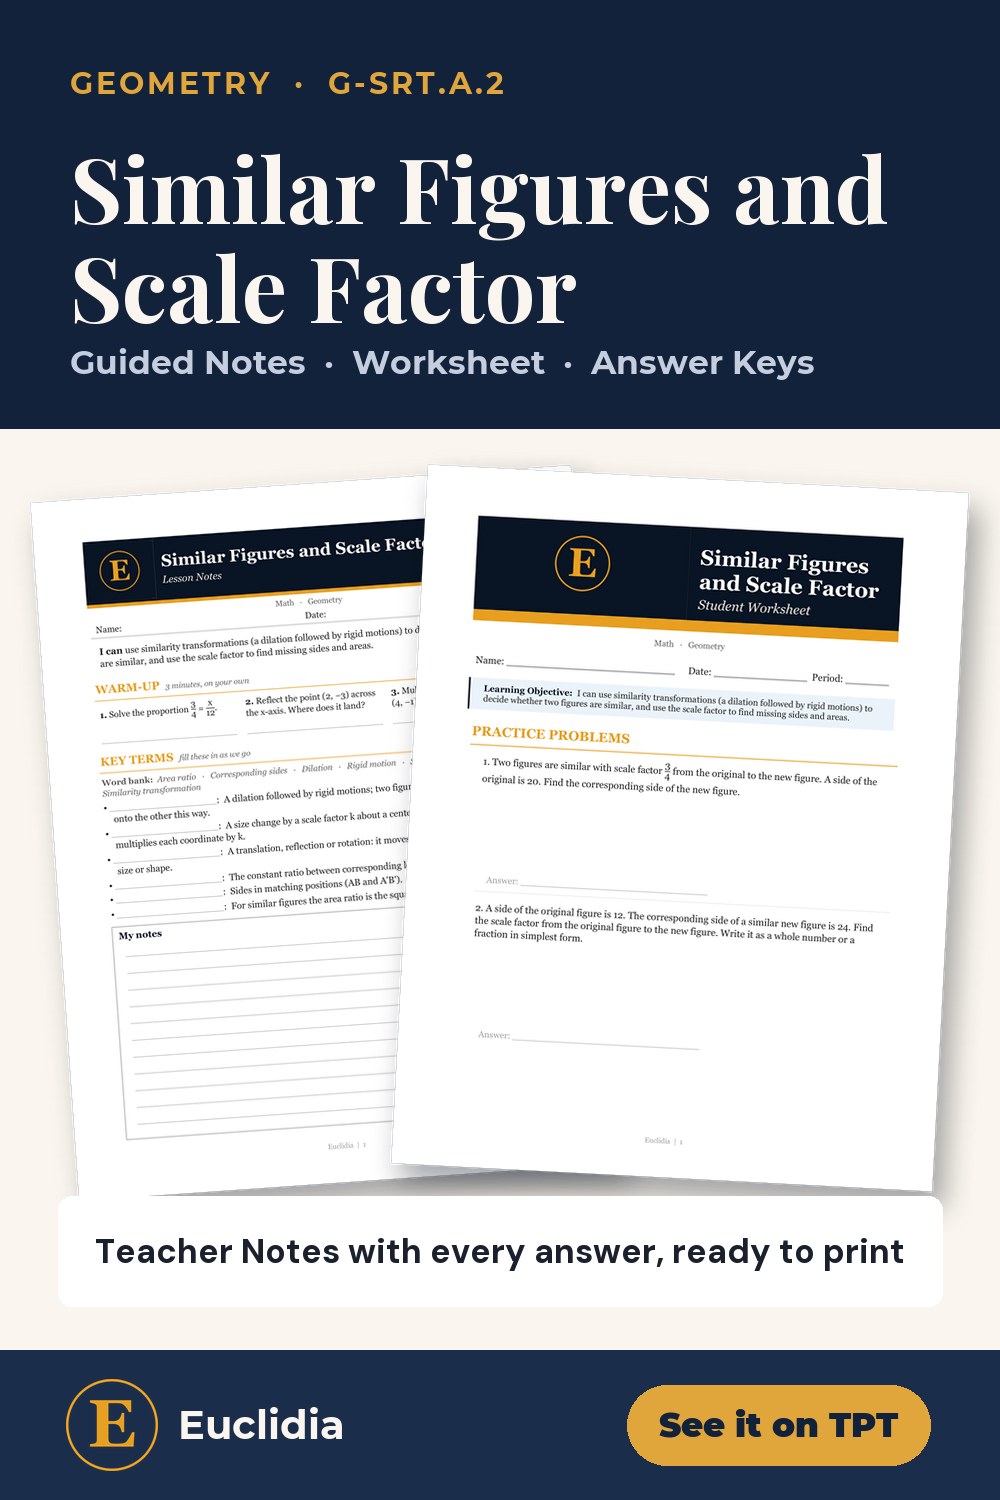 GEOMETRY · G-SRT.A.2
Similar Figures and
Scale Factor
Guided Notes · Worksheet · Answer Keys
E
Similar Figures and Scale Facto
Lesson Notes
Math - Geometry
Name:
Date:
I can use similarity transformations (a dilation followed by rigid motions) to d
are similar, and use the scale factor to find missing sides and areas.
WARM-UP 3 minutes, on your own
1. Solve the proportion 3/4 = x/12.
2. Reflect the point (2, −3) across
the x-axis. Where does it land?
3. Mul
(4, −1
KEY TERMS fill these in as we go
Word bank: Area ratio · Corresponding sides · Dilation · Rigid motion ·
Similarity transformation
• : A dilation followed by rigid motions; two figur
onto the other this way.
• : A size change by a scale factor k about a cente
multiplies each coordinate by k.
• : A translation, reflection or rotation: it moves
size or shape.
• : The constant ratio between corresponding l
• : Sides in matching positions (AB and A'B').
• : For similar figures the area ratio is the squ
My notes
Euclidia | 1
E
Similar Figures
and Scale Factor
Student Worksheet
Math - Geometry
Name: Date: Period:
Learning Objective: I can use similarity transformations (a dilation followed by rigid motions) to
decide whether two figures are similar, and use the scale factor to find missing sides and areas.
PRACTICE PROBLEMS
1. Two figures are similar with scale factor 3/4 from the original to the new figure. A side of the
original is 20. Find the corresponding side of the new figure.
Answer:
2. A side of the original figure is 12. The corresponding side of a similar new figure is 24. Find
the scale factor from the original figure to the new figure. Write it as a whole number or a
fraction in simplest form.
Answer:
Euclidia | 1
Teacher Notes with every answer, ready to print
E Euclidia
See it on TPT